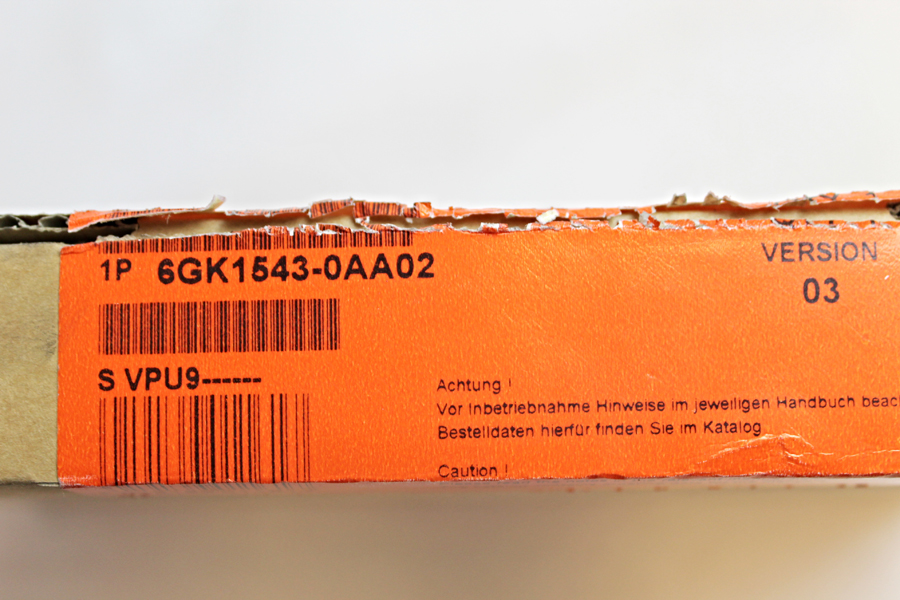 1P 6GK1543-0AA02
VERSION
03
S VPU9------
Achtung !
Vor Inbetriebnahme Hinweise im jeweiligen Handbuch
Bestelldaten hierfür finden Sie im Katalog
Caution !